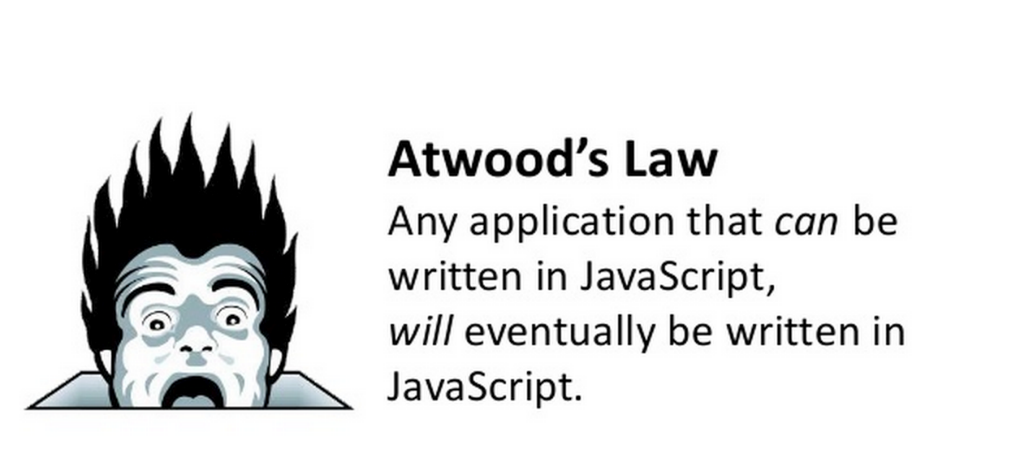 Atwood’s Law
Any application that can be
written in JavaScript,
will eventually be written in
JavaScript.